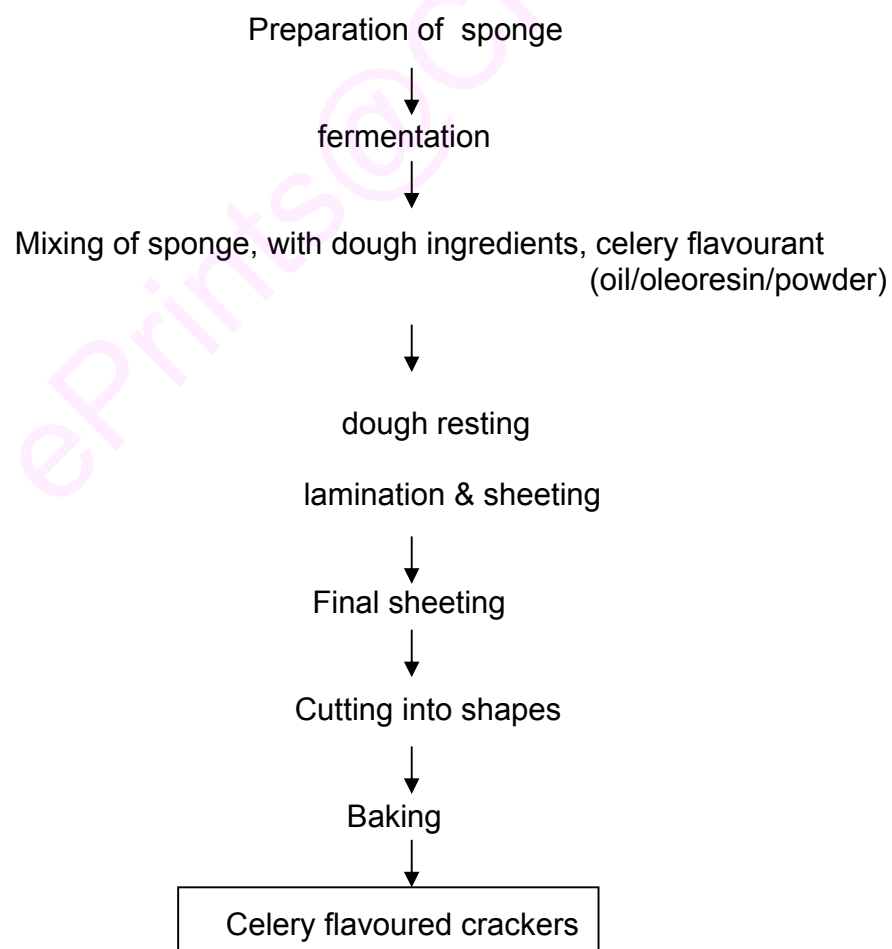 Preparation of sponge
fermentation
Mixing of sponge, with dough ingredients, celery flavourant
(oil/oleoresin/powder)
dough resting
lamination & sheeting
Final sheeting
Cutting into shapes
Baking
Celery flavoured crackers
ePrints@C